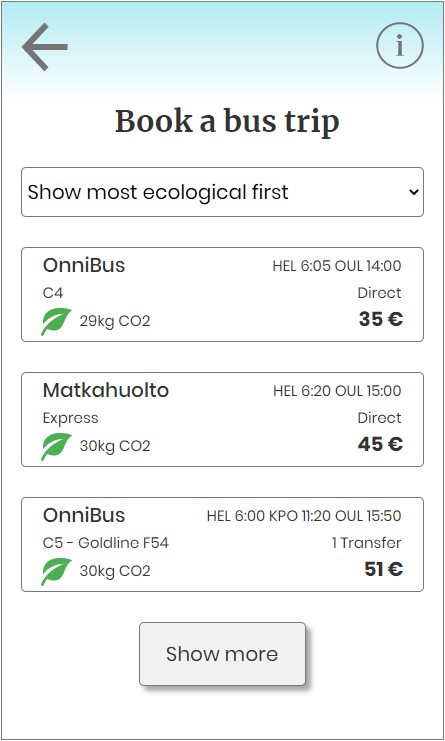 i
Book a bus trip
Show most ecological first
OnniBus HEL 6:05 OUL 14:00
C4 Direct
29kg CO2 35 €
Matkahuolto HEL 6:20 OUL 15:00
Express Direct
30kg CO2 45 €
OnniBus HEL 6:00 KPO 11:20 OUL 15:50
C5 - Goldline F54 1 Transfer
30kg CO2 51 €
Show more